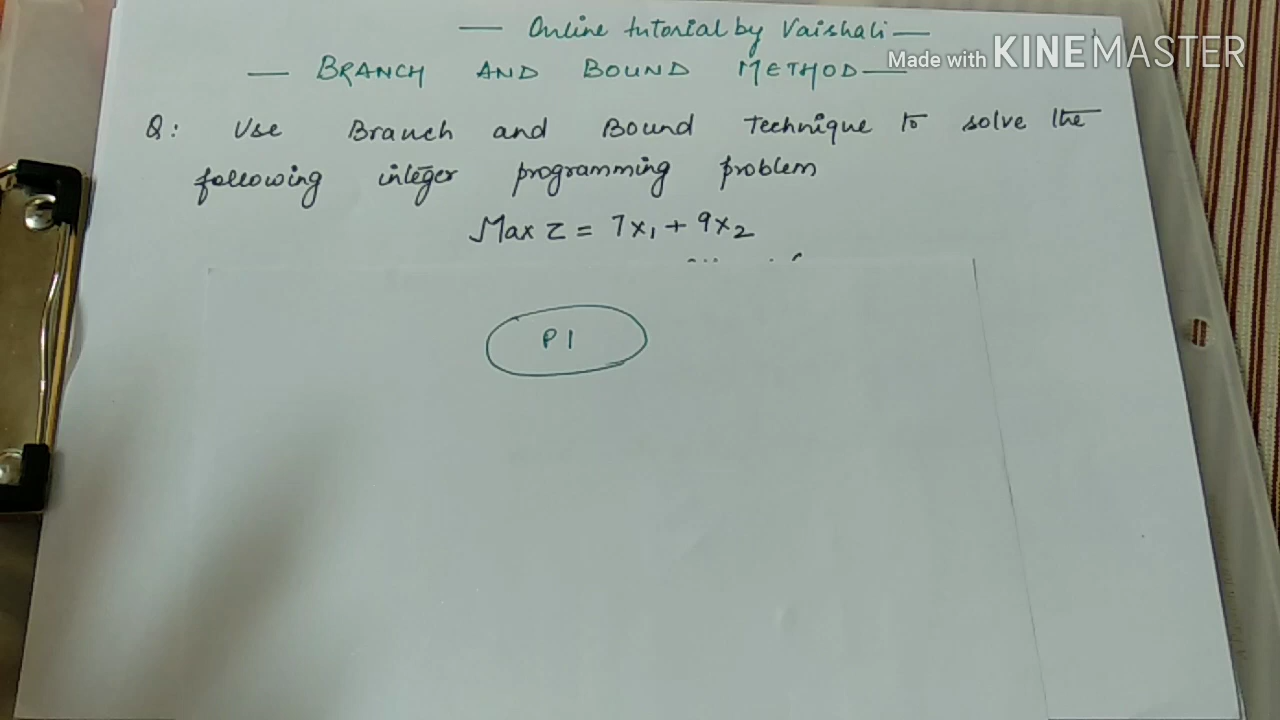 — Online tutorial by Vaishali —
Made with KINEMASTER
— BRANCH AND BOUND METHOD —
Q: Use Branch and Bound Technique to solve the
following integer programming problem
Max Z = 7x₁ + 9x₂
P1